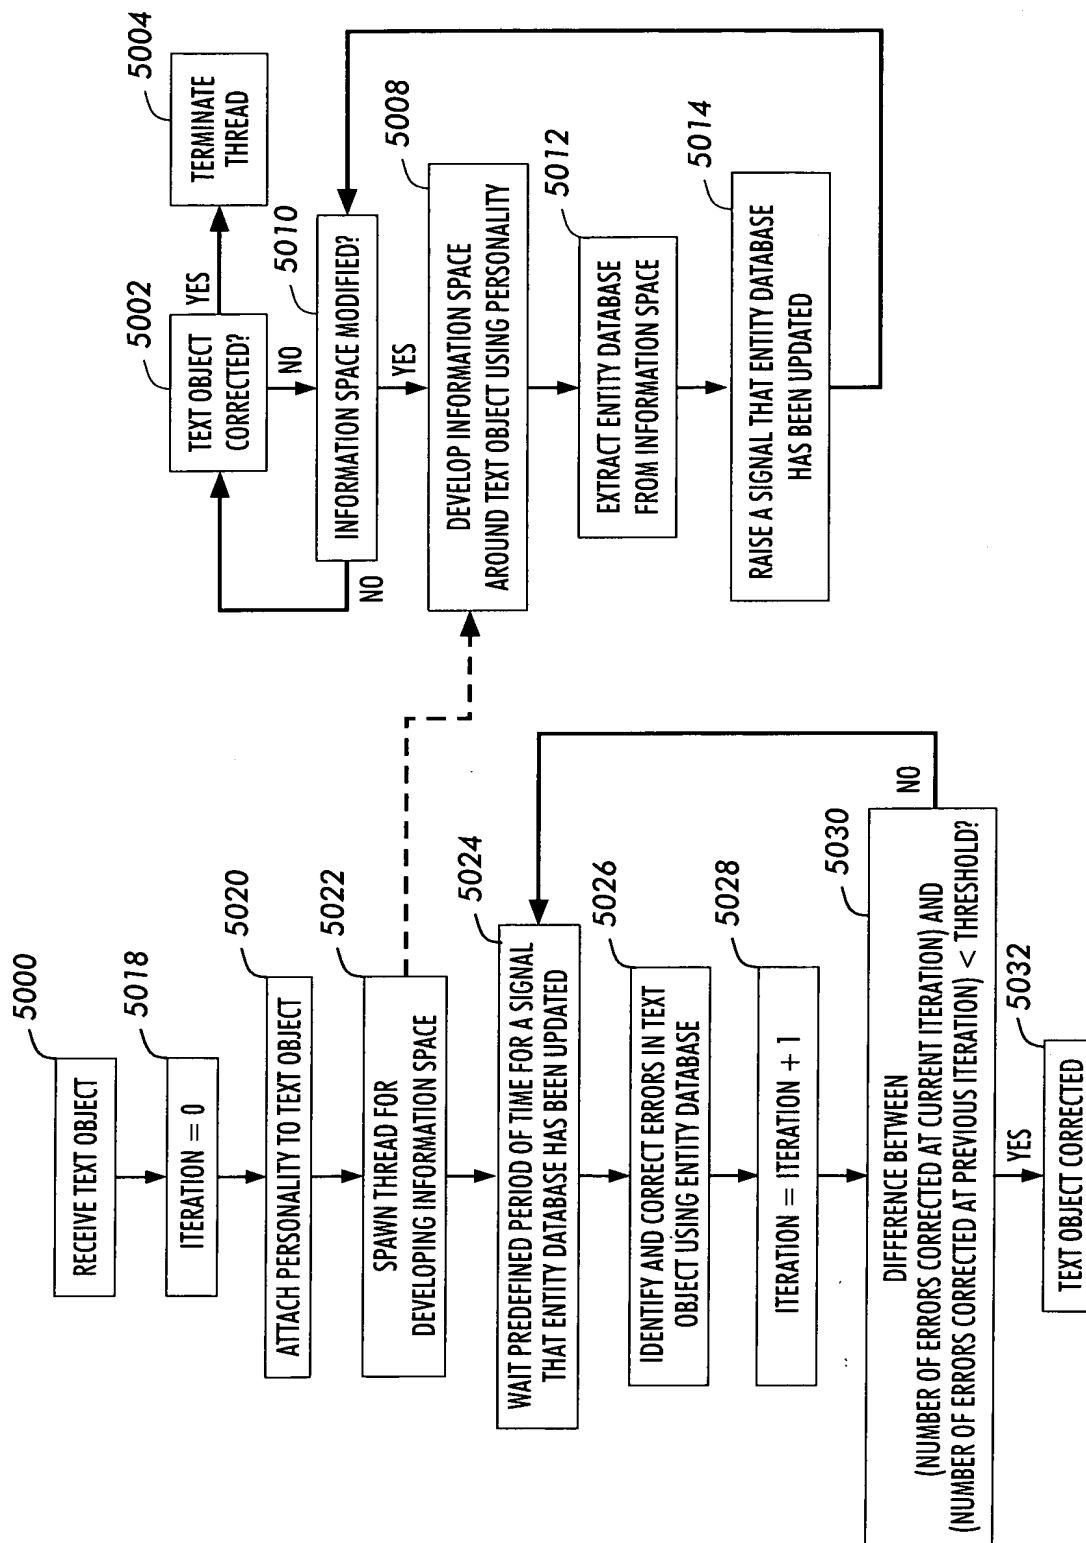 5000
RECEIVE TEXT OBJECT
5018
ITERATION = 0
5020
ATTACH PERSONALITY TO TEXT OBJECT
5022
SPAWN THREAD FOR
DEVELOPING INFORMATION SPACE
5024
WAIT PREDEFINED PERIOD OF TIME FOR A SIGNAL
THAT ENTITY DATABASE HAS BEEN UPDATED
5026
IDENTIFY AND CORRECT ERRORS IN TEXT
OBJECT USING ENTITY DATABASE
5028
ITERATION = ITERATION + 1
5030
DIFFERENCE BETWEEN
(NUMBER OF ERRORS CORRECTED AT CURRENT ITERATION) AND
(NUMBER OF ERRORS CORRECTED AT PREVIOUS ITERATION) < THRESHOLD?
NO
YES
5032
TEXT OBJECT CORRECTED
5002
TEXT OBJECT
CORRECTED?
YES
5004
TERMINATE
THREAD
NO
5010
INFORMATION SPACE MODIFIED?
NO
YES
5008
DEVELOP INFORMATION SPACE
AROUND TEXT OBJECT USING PERSONALITY
5012
EXTRACT ENTITY DATABASE
FROM INFORMATION SPACE
5014
RAISE A SIGNAL THAT ENTITY DATABASE
HAS BEEN UPDATED